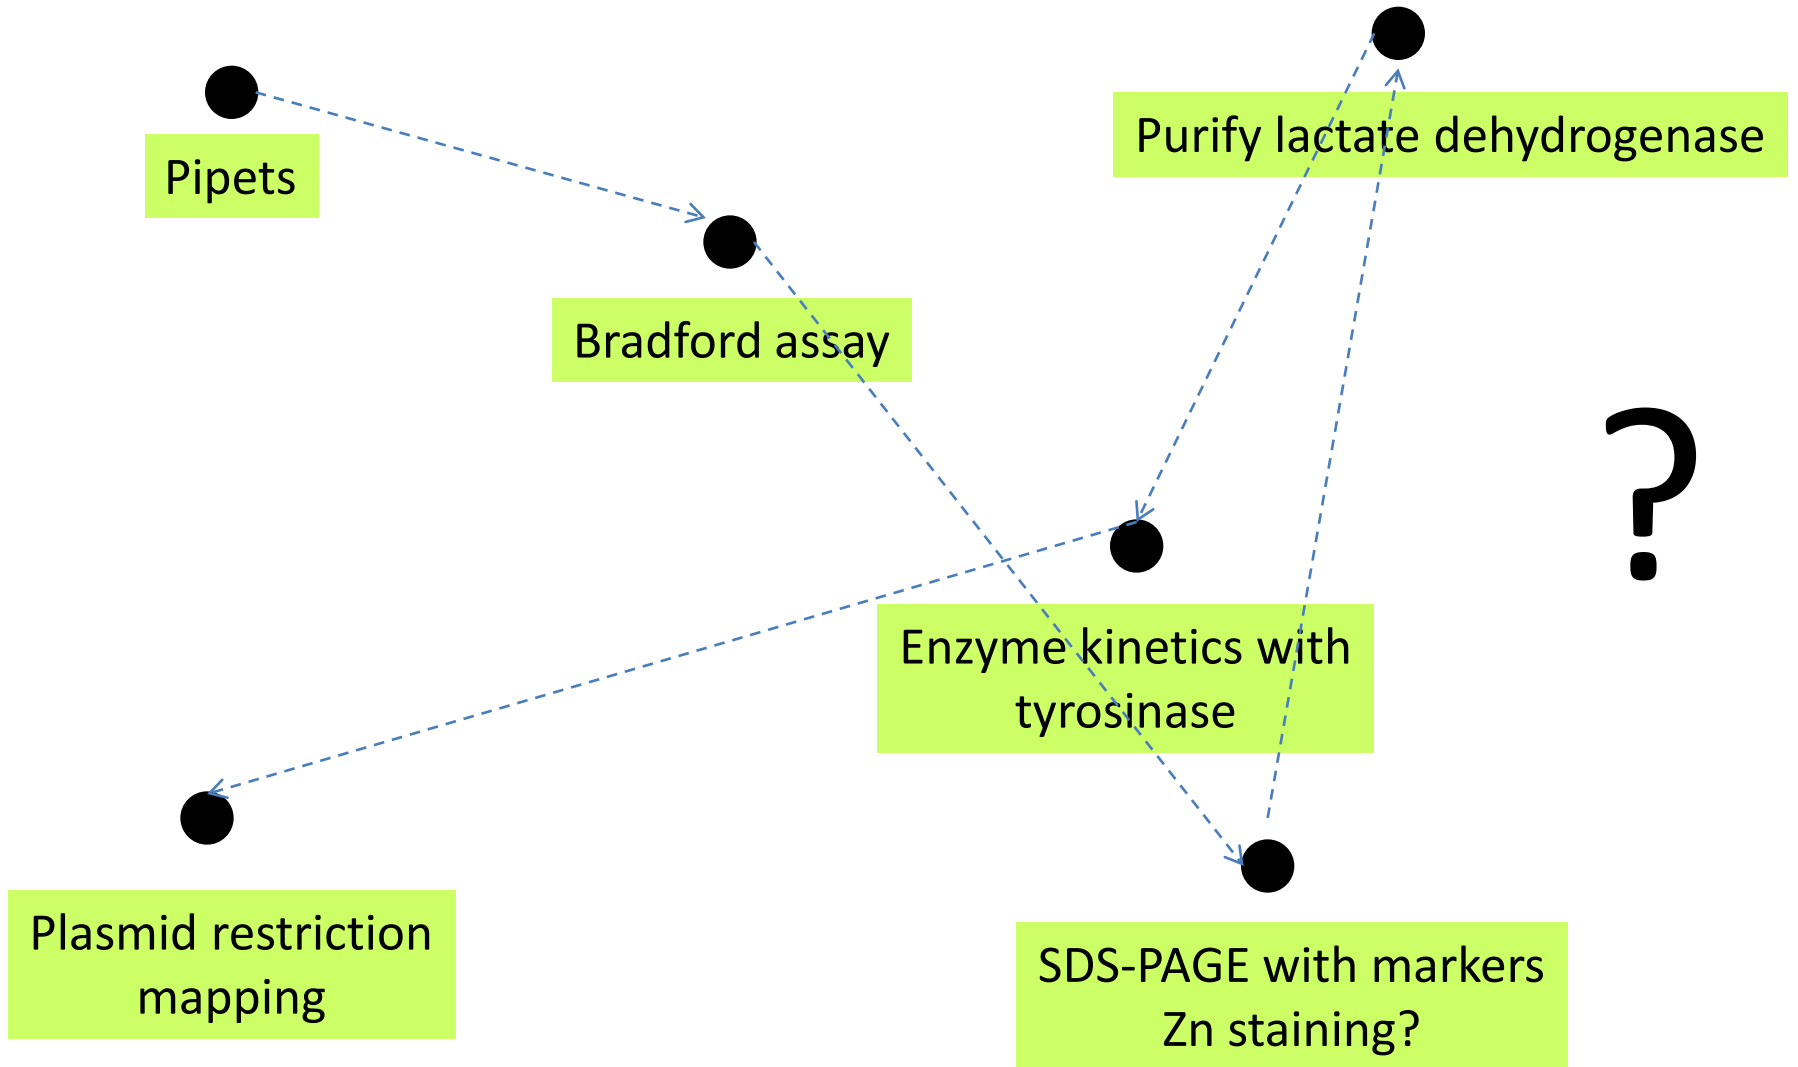 Pipets
Purify lactate dehydrogenase
Bradford assay
?
Enzyme kinetics with
tyrosinase
Plasmid restriction
mapping
SDS-PAGE with markers
Zn staining?